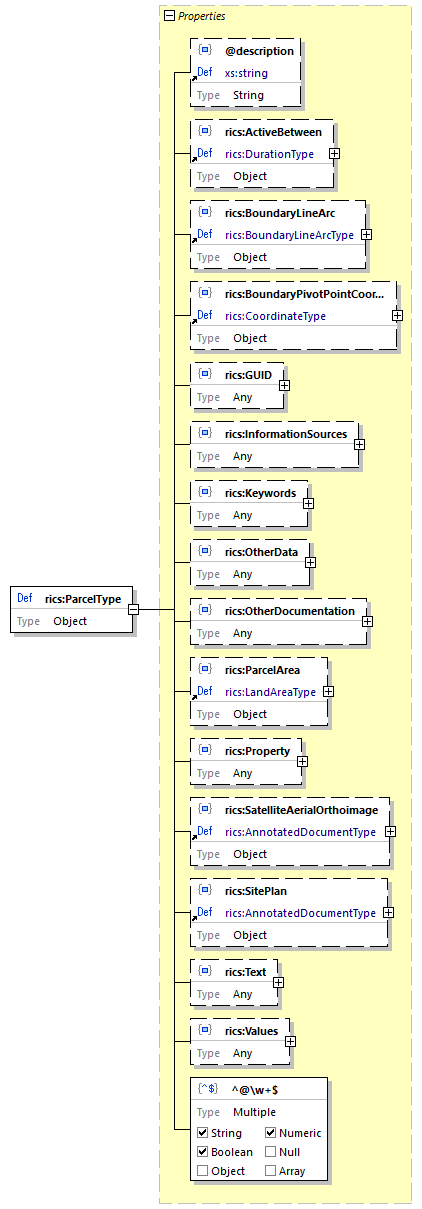 Properties
@description
Def xs:string
Type String
rics:ActiveBetween
Def rics:DurationType
Type Object
rics:BoundaryLineArc
Def rics:BoundaryLineArcType
Type Object
rics:BoundaryPivotPointCoor...
Def rics:CoordinateType
Type Object
rics:GUID
Type Any
rics:InformationSources
Type Any
rics:Keywords
Type Any
rics:OtherData
Type Any
Def rics:ParcelType
Type Object
rics:OtherDocumentation
Type Any
rics:ParcelArea
Def rics:LandAreaType
Type Object
rics:Property
Type Any
rics:SatelliteAerialOrthoimage
Def rics:AnnotatedDocumentType
Type Object
rics:SitePlan
Def rics:AnnotatedDocumentType
Type Object
rics:Text
Type Any
rics:Values
Type Any
{^$} ^@\w+$
Type Multiple
String Numeric
Boolean Null
Object Array